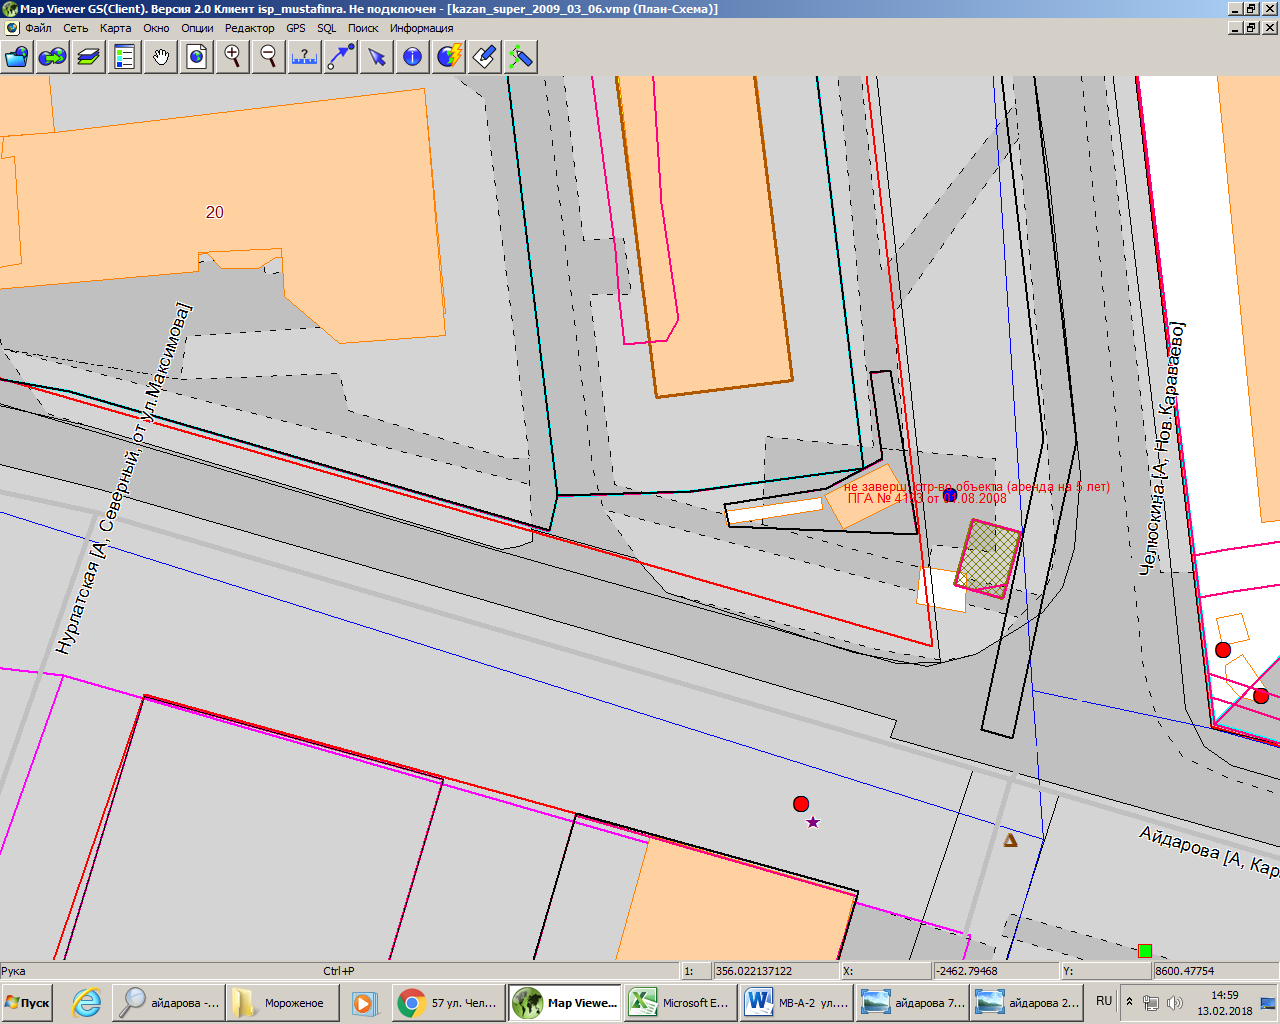 Map Viewer GS(Client). Версия 2.0 Клиент isp_mustafinra. Не подключен - [kazan_super_2009_03_06.vmp (План-Схема)]
Файл Сеть Карта Окно Опции Редактор GPS SQL Поиск Информация
20
Нурлатская [А, Северный, от ул.Максимова]
Челюскина [А, Нов.Караваево]
не заверш. стр-во объекта (аренда на 5 лет)
ПГА № 4193 от 01.08.2008
Айдарова [А, Кар
Рука Ctrl+P 1: 356.022137122 X: -2462.79468 Y: 8600.47754
Пуск айдарова -... Мороженое 57 ул. Чел... Map Viewe... Microsoft E... МВ-А-2 ул.... айдарова 7... айдарова 2... RU 14:59
13.02.2018